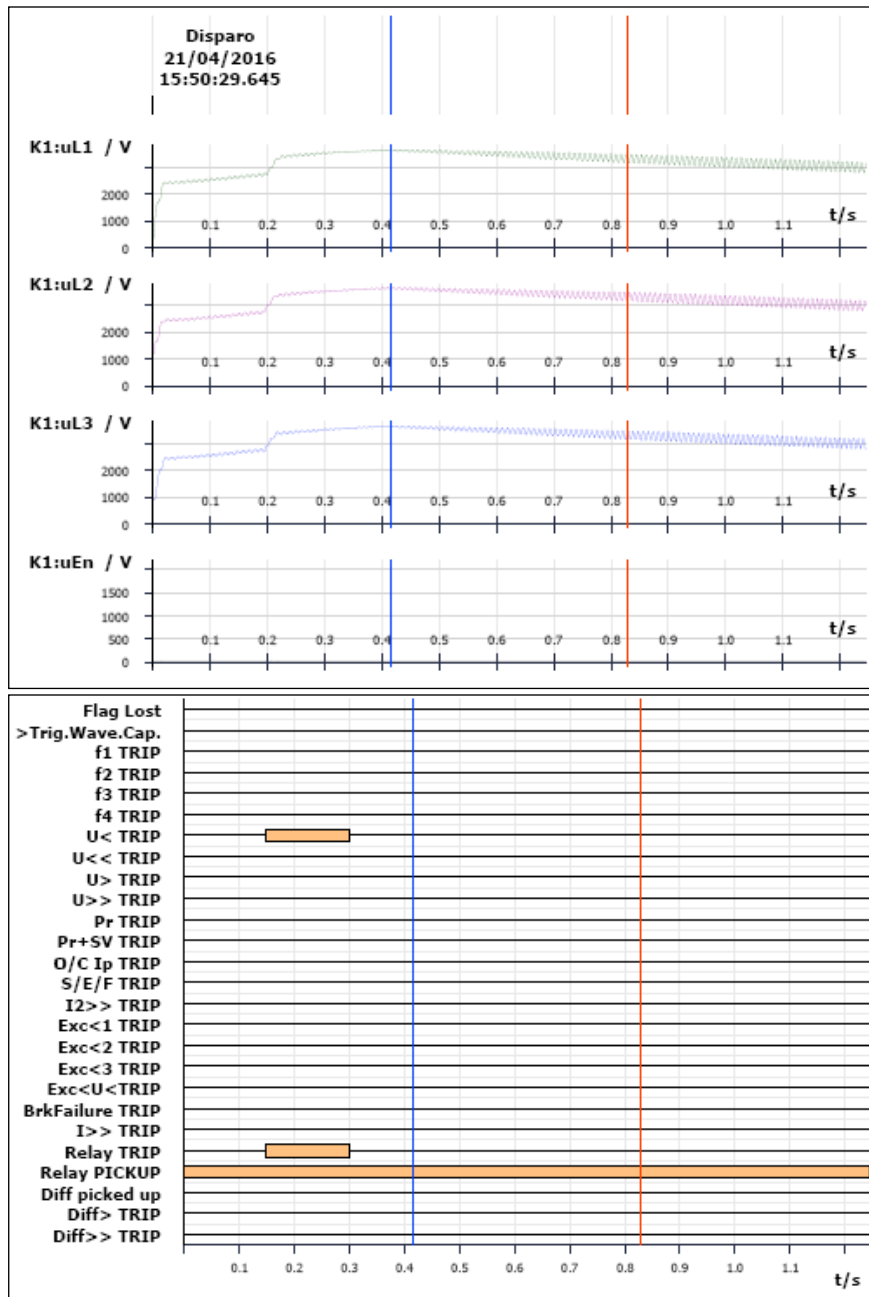 Disparo
21/04/2016
15:50:29.645
K1:uL1 / V
2000
1000
0
0.1 0.2 0.3 0.4 0.5 0.6 0.7 0.8 0.9 1.0 1.1 t/s
K1:uL2 / V
2000
1000
0
0.1 0.2 0.3 0.4 0.5 0.6 0.7 0.8 0.9 1.0 1.1 t/s
K1:uL3 / V
2000
1000
0
0.1 0.2 0.3 0.4 0.5 0.6 0.7 0.8 0.9 1.0 1.1 t/s
K1:uEn / V
1500
1000
500
0
0.1 0.2 0.3 0.4 0.5 0.6 0.7 0.8 0.9 1.0 1.1 t/s
Flag Lost
>Trig.Wave.Cap.
f1 TRIP
f2 TRIP
f3 TRIP
f4 TRIP
U< TRIP
U<< TRIP
U> TRIP
U>> TRIP
Pr TRIP
Pr+SV TRIP
O/C Ip TRIP
S/E/F TRIP
I2>> TRIP
Exc<1 TRIP
Exc<2 TRIP
Exc<3 TRIP
Exc<U<TRIP
BrkFailure TRIP
I>> TRIP
Relay TRIP
Relay PICKUP
Diff picked up
Diff> TRIP
Diff>> TRIP
0.1 0.2 0.3 0.4 0.5 0.6 0.7 0.8 0.9 1.0 1.1 t/s